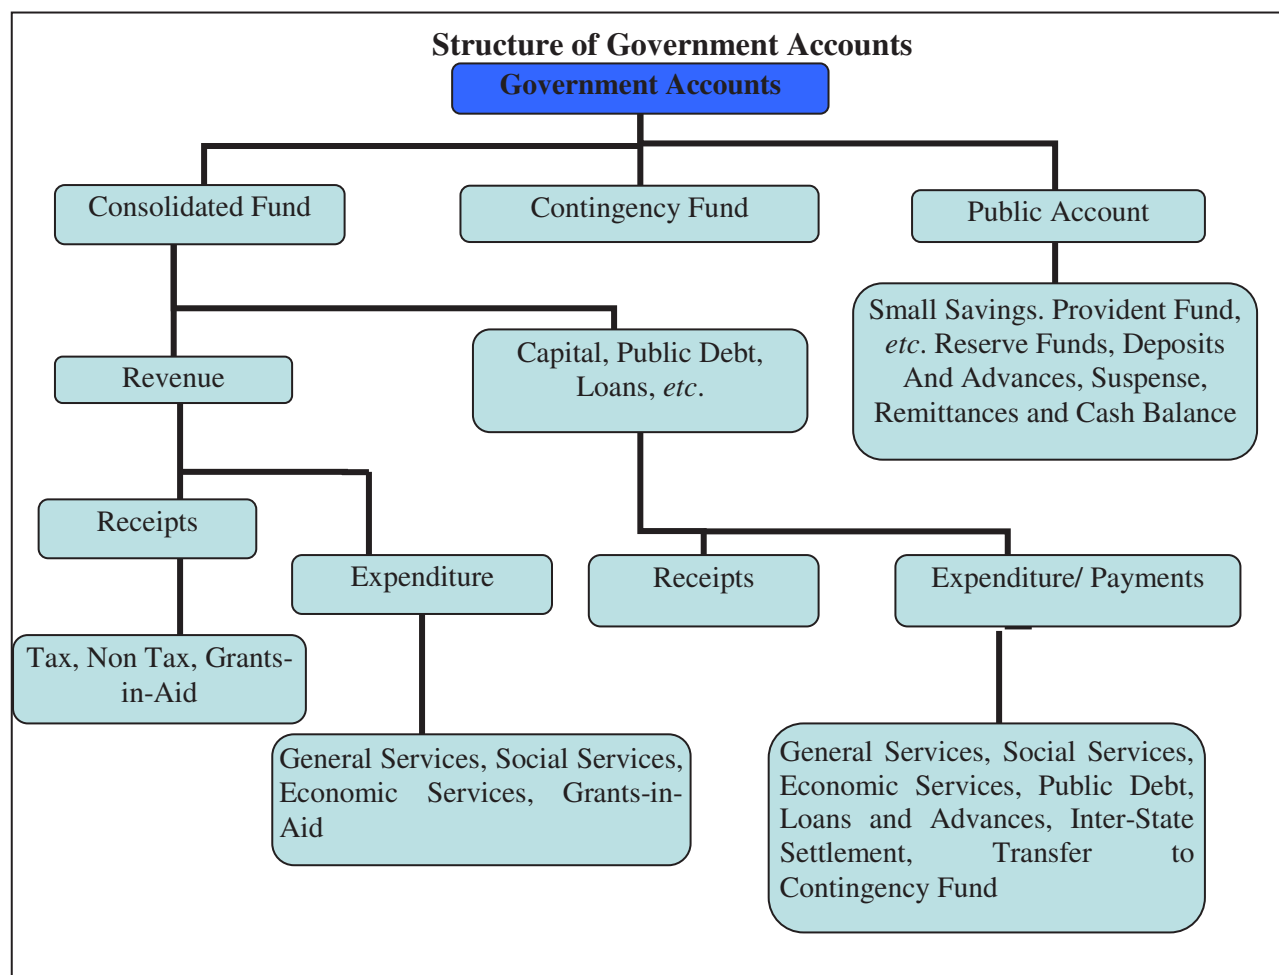 Structure of Government Accounts
Government Accounts
Consolidated Fund
Contingency Fund
Public Account
Small Savings. Provident Fund,
etc. Reserve Funds, Deposits
And Advances, Suspense,
Remittances and Cash Balance
Revenue
Capital, Public Debt,
Loans, etc.
Receipts
Expenditure
Receipts
Expenditure/ Payments
Tax, Non Tax, Grants-
in-Aid
General Services, Social Services,
Economic Services, Grants-in-
Aid
General Services, Social Services,
Economic Services, Public Debt,
Loans and Advances, Inter-State
Settlement, Transfer to
Contingency Fund